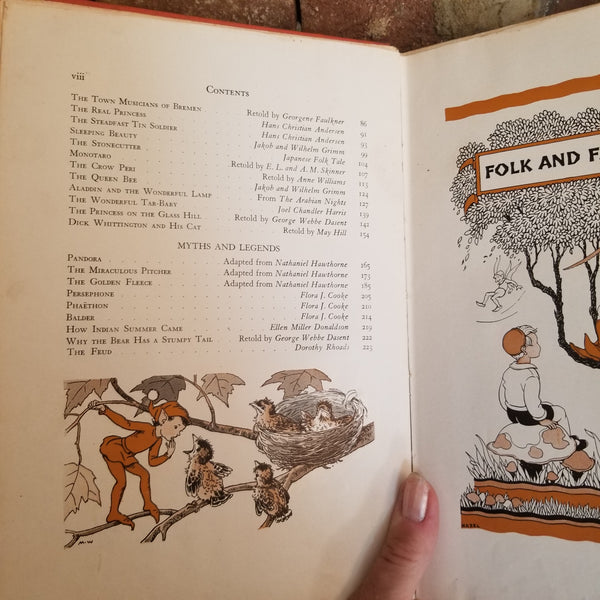 viii
CONTENTS
THE TOWN MUSICIANS OF BREMEN Retold by Georgene Faulkner 86
THE REAL PRINCESS Hans Christian Andersen 91
THE STEADFAST TIN SOLDIER Hans Christian Andersen 93
SLEEPING BEAUTY Jakob and Wilhelm Grimm 99
THE STONECUTTER Japanese Folk Tale 104
MONOTARO Retold by E. L. and A. M. Skinner
THE CROW PERI Retold by Anne Williams
THE QUEEN BEE Jakob and Wilhelm Grimm 124
ALADDIN AND THE WONDERFUL LAMP From The Arabian Nights 127
THE WONDERFUL TAR-BABY Joel Chandler Harris 139
THE PRINCESS ON THE GLASS HILL Retold by George Webbe Dasent 141
DICK WHITTINGTON AND HIS CAT Retold by May Hill 154
MYTHS AND LEGENDS
PANDORA Adapted from Nathaniel Hawthorne 165
THE MIRACULOUS PITCHER Adapted from Nathaniel Hawthorne 173
THE GOLDEN FLEECE Adapted from Nathaniel Hawthorne 185
PERSEPHONE Flora J. Cooke 205
PHAËTHON Flora J. Cooke 210
BALDER Flora J. Cooke 214
HOW INDIAN SUMMER CAME Ellen Miller Donaldson 219
WHY THE BEAR HAS A STUMPY TAIL Retold by George Webbe Dasent 222
THE FEUD Dorothy Rhoads 223
M-W
FOLK AND F
HAZEL